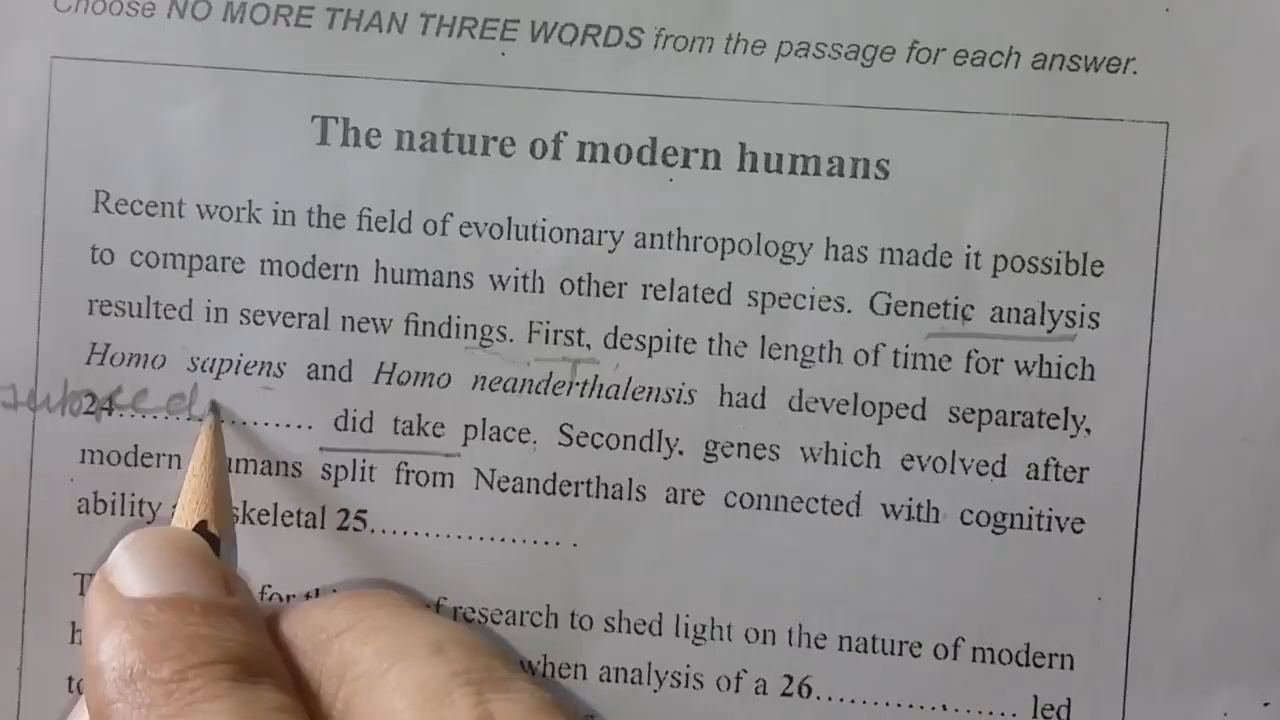 Choose NO MORE THAN THREE WORDS from the passage for each answer.
The nature of modern humans
Recent work in the field of evolutionary anthropology has made it possible
to compare modern humans with other related species. Genetic analysis
resulted in several new findings. First, despite the length of time for which
Homo sapiens and Homo neanderthalensis had developed separately,
24.................... did take place. Secondly, genes which evolved after
modern humans split from Neanderthals are connected with cognitive
ability skeletal 25................... .
for of research to shed light on the nature of modern
when analysis of a 26................... led